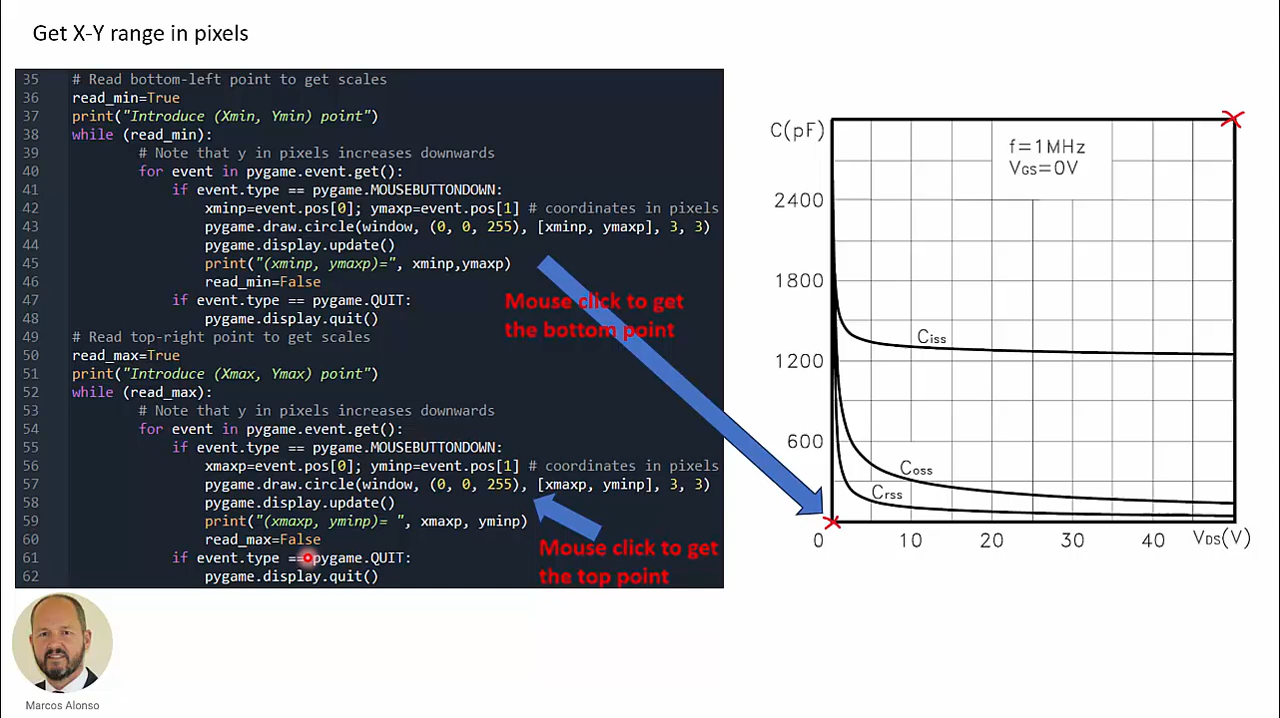 Get X-Y range in pixels
35 # Read bottom-left point to get scales
36 read_min=True
37 print("Introduce (Xmin, Ymin) point")
38 while (read_min):
39 # Note that y in pixels increases downwards
40 for event in pygame.event.get():
41 if event.type == pygame.MOUSEBUTTONDOWN:
42 xminp=event.pos[0]; ymaxp=event.pos[1] # coordinates in pixels
43 pygame.draw.circle(window, (0, 0, 255), [xminp, ymaxp], 3, 3)
44 pygame.display.update()
45 print("(xminp, ymaxp)=", xminp,ymaxp)
46 read_min=False
47 if event.type == pygame.QUIT:
48 pygame.display.quit()
49 # Read top-right point to get scales
50 read_max=True
51 print("Introduce (Xmax, Ymax) point")
52 while (read_max):
53 # Note that y in pixels increases downwards
54 for event in pygame.event.get():
55 if event.type == pygame.MOUSEBUTTONDOWN:
56 xmaxp=event.pos[0]; yminp=event.pos[1] # coordinates in pixels
57 pygame.draw.circle(window, (0, 0, 255), [xmaxp, yminp], 3, 3)
58 pygame.display.update()
59 print("(xmaxp, yminp)= ", xmaxp, yminp)
60 read_max=False
61 if event.type == pygame.QUIT:
62 pygame.display.quit()
Mouse click to get
the bottom point
Mouse click to get
the top point
C(pF)
f=1MHz
VGS=0V
2400
1800
1200
600
Ciss
Coss
Crss
0 10 20 30 40 VDS(V)
Marcos Alonso